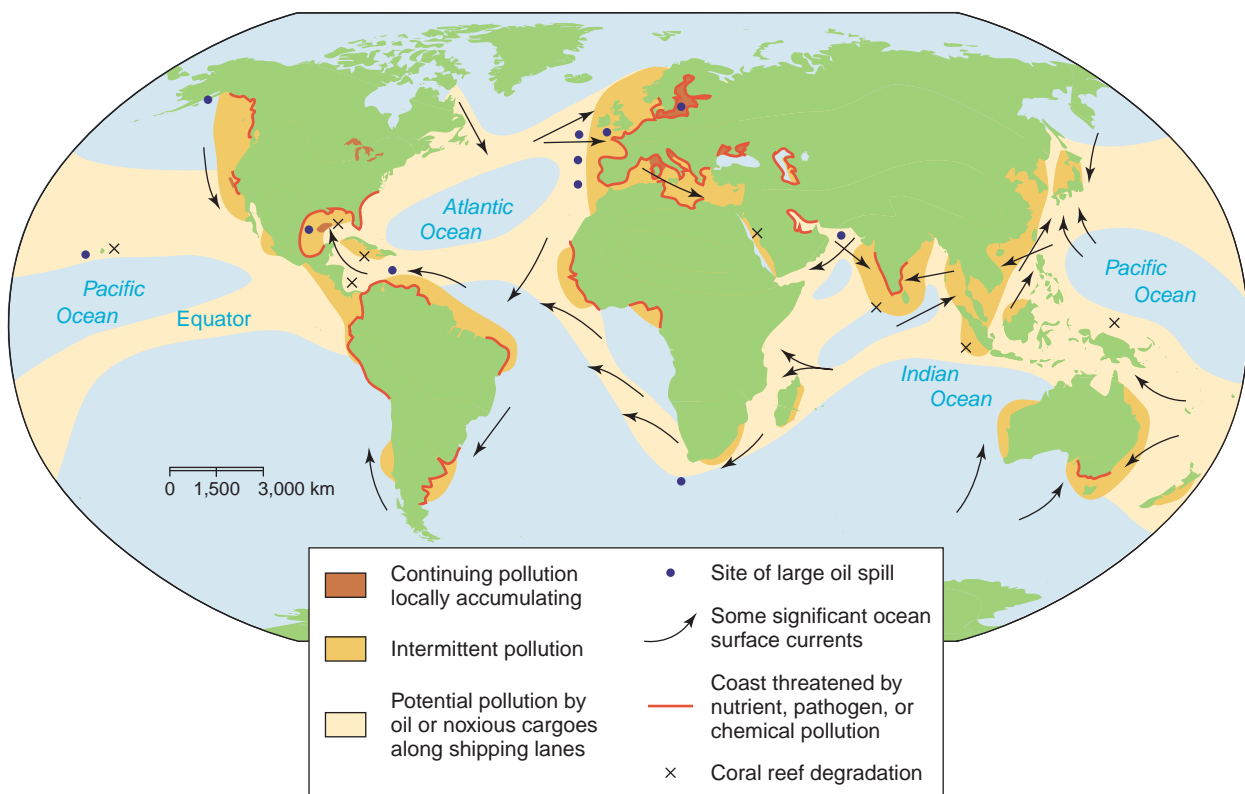 Atlantic
Ocean
Pacific
Ocean
Equator
Pacific
Ocean
Indian
Ocean
0 1,500 3,000 km
Continuing pollution
locally accumulating
Intermittent pollution
Potential pollution by
oil or noxious cargoes
along shipping lanes
Site of large oil spill
Some significant ocean
surface currents
Coast threatened by
nutrient, pathogen, or
chemical pollution
Coral reef degradation